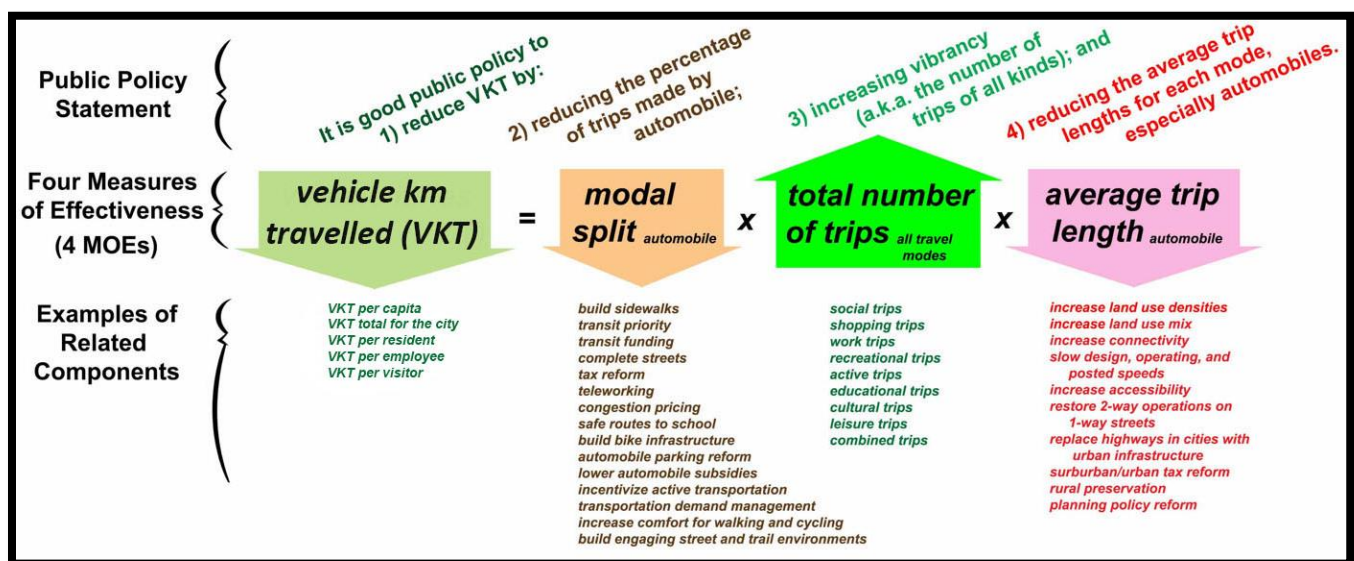 Public Policy
Statement
It is good public policy to
1) reduce VKT by:
2) reducing the percentage
of trips made by
automobile;
3) increasing vibrancy
(a.k.a. the number of
trips of all kinds); and
4) reducing the average trip
lengths for each mode,
especially automobiles.
Four Measures
of Effectiveness
(4 MOEs)
vehicle km
travelled (VKT)
=
modal
split automobile
x
total number
of trips all travel
modes
x
average trip
length automobile
Examples of
Related
Components
VKT per capita
VKT total for the city
VKT per resident
VKT per employee
VKT per visitor
build sidewalks
transit priority
transit funding
complete streets
tax reform
teleworking
congestion pricing
safe routes to school
build bike infrastructure
automobile parking reform
lower automobile subsidies
incentivize active transportation
transportation demand management
increase comfort for walking and cycling
build engaging street and trail environments
social trips
shopping trips
work trips
recreational trips
active trips
educational trips
cultural trips
leisure trips
combined trips
increase land use densities
increase land use mix
increase connectivity
slow design, operating, and
posted speeds
increase accessibility
restore 2-way operations on
1-way streets
replace highways in cities with
urban infrastructure
surburban/urban tax reform
rural preservation
planning policy reform